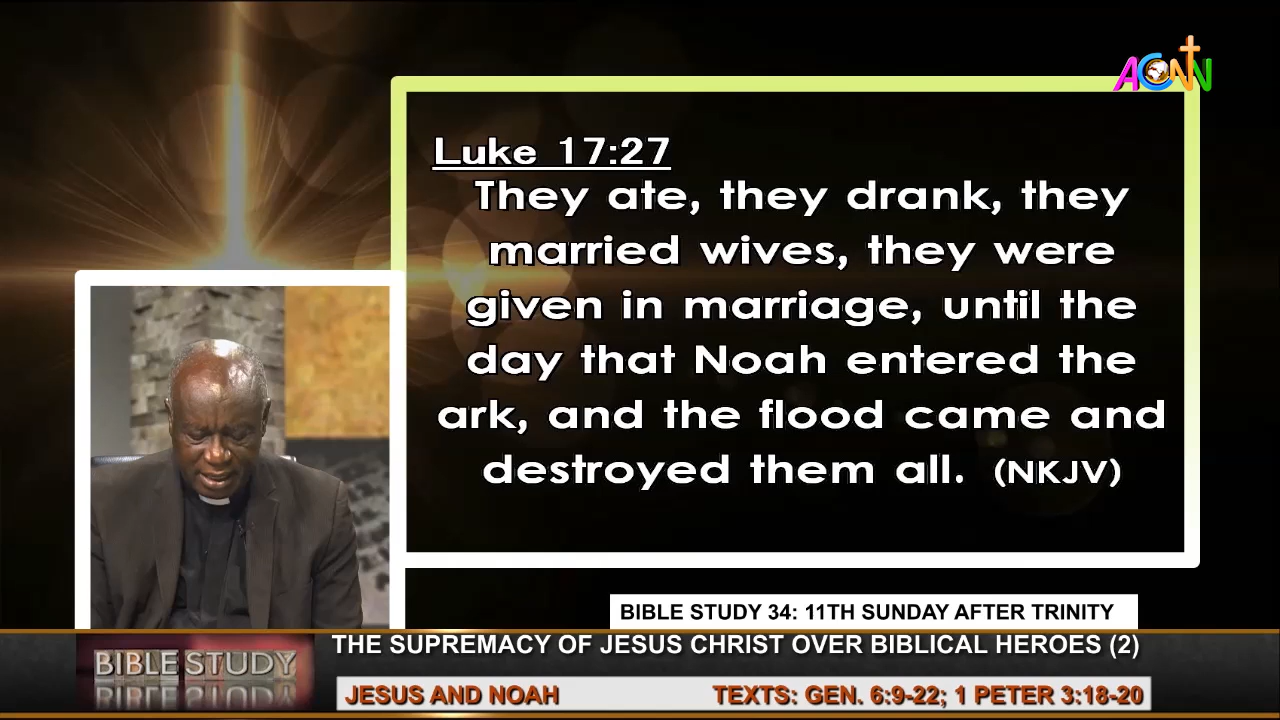 ACNN
Luke 17:27
They ate, they drank, they
married wives, they were
given in marriage, until the
day that Noah entered the
ark, and the flood came and
destroyed them all. (NKJV)
BIBLE STUDY 34: 11TH SUNDAY AFTER TRINITY
THE SUPREMACY OF JESUS CHRIST OVER BIBLICAL HEROES (2)
BIBLE STUDY
JESUS AND NOAH TEXTS: GEN. 6:9-22; 1 PETER 3:18-20